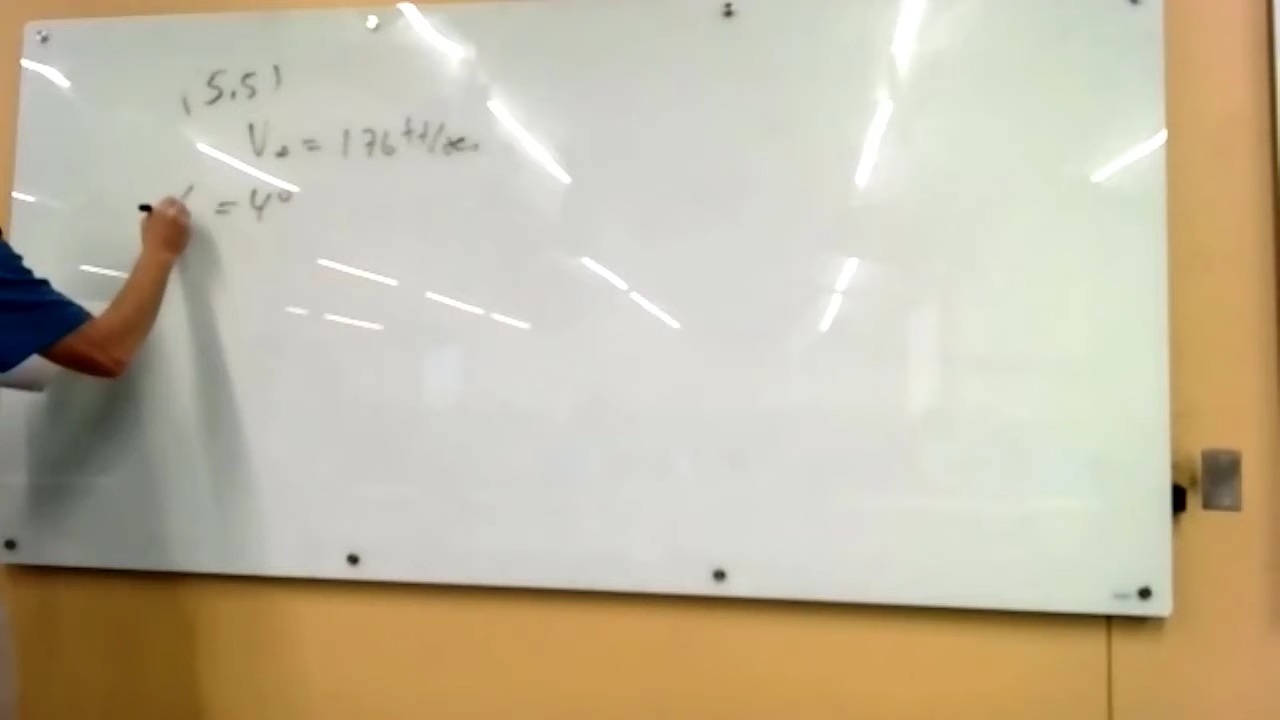 (5,5)
V₀ = 176 ft/sec
= 4°